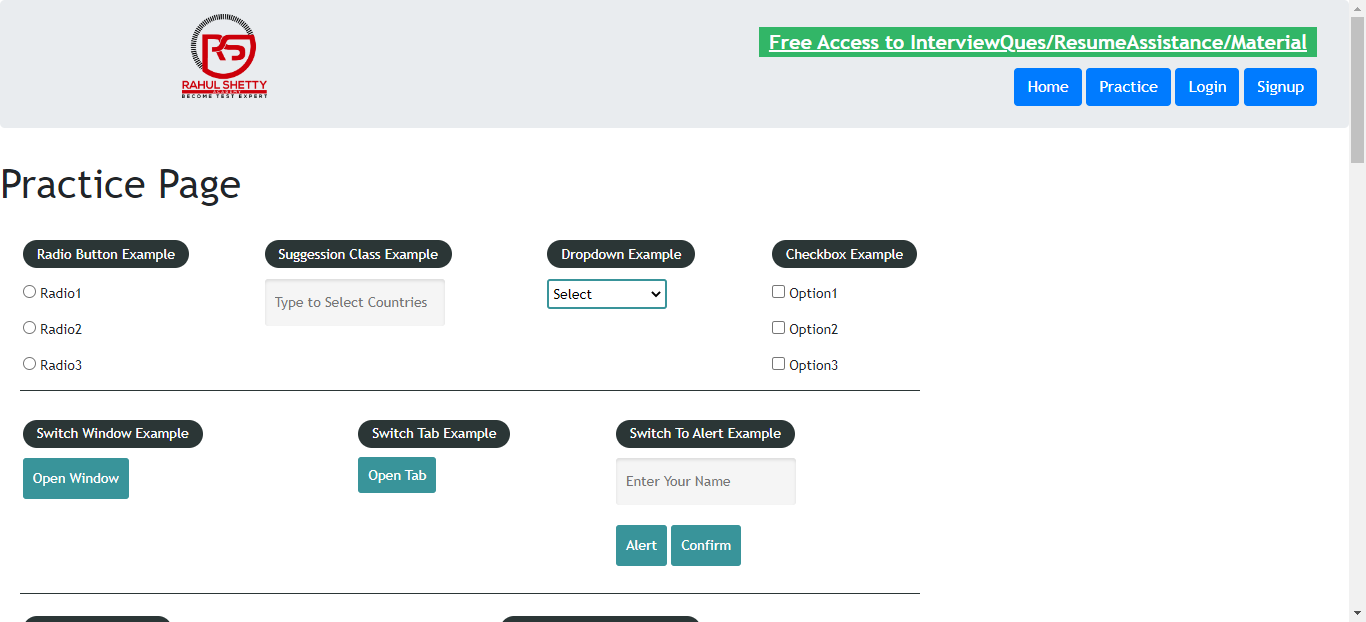 RS
RAHUL SHETTY
ACADEMY
BECOME TEST EXPERT
Free Access to InterviewQues/ResumeAssistance/Material
Home Practice Login Signup
Practice Page
Radio Button Example
Radio1
Radio2
Radio3
Suggession Class Example
Type to Select Countries
Dropdown Example
Select
Checkbox Example
Option1
Option2
Option3
Switch Window Example
Open Window
Switch Tab Example
Open Tab
Switch To Alert Example
Enter Your Name
Alert Confirm